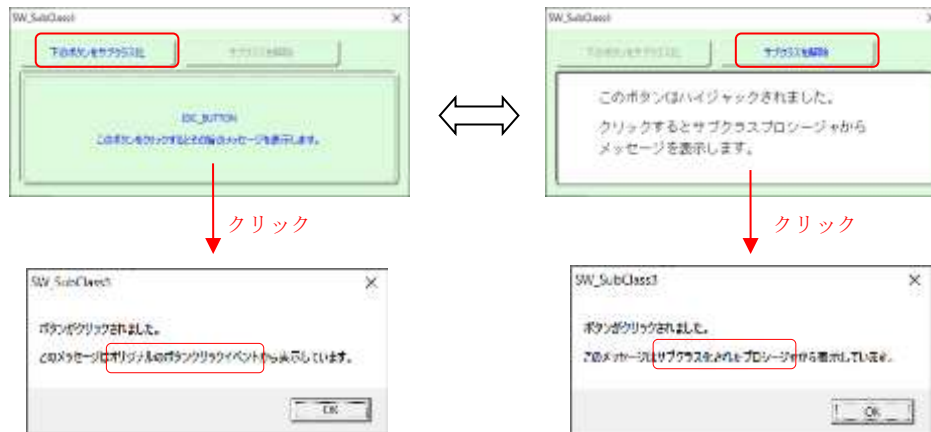 SW_SubClass3
SW_SubClass3
下のボタンをサブクラス化
サブクラスを解除
下のボタンをサブクラス化
サブクラスを解除
IDC_BUTTON
このボタンをクリックするとその旨のメッセージを表示します。
このボタンはハイジャックされました。
クリックするとサブクラスプロシージャから
メッセージを表示します。
クリック
クリック
SW_SubClass3
ボタンがクリックされました。
このメッセージはオリジナルのボタンクリックイベントから表示しています。
OK
SW_SubClass3
ボタンがクリックされました。
このメッセージはサブクラス化されたプロシージャから表示しています。
OK